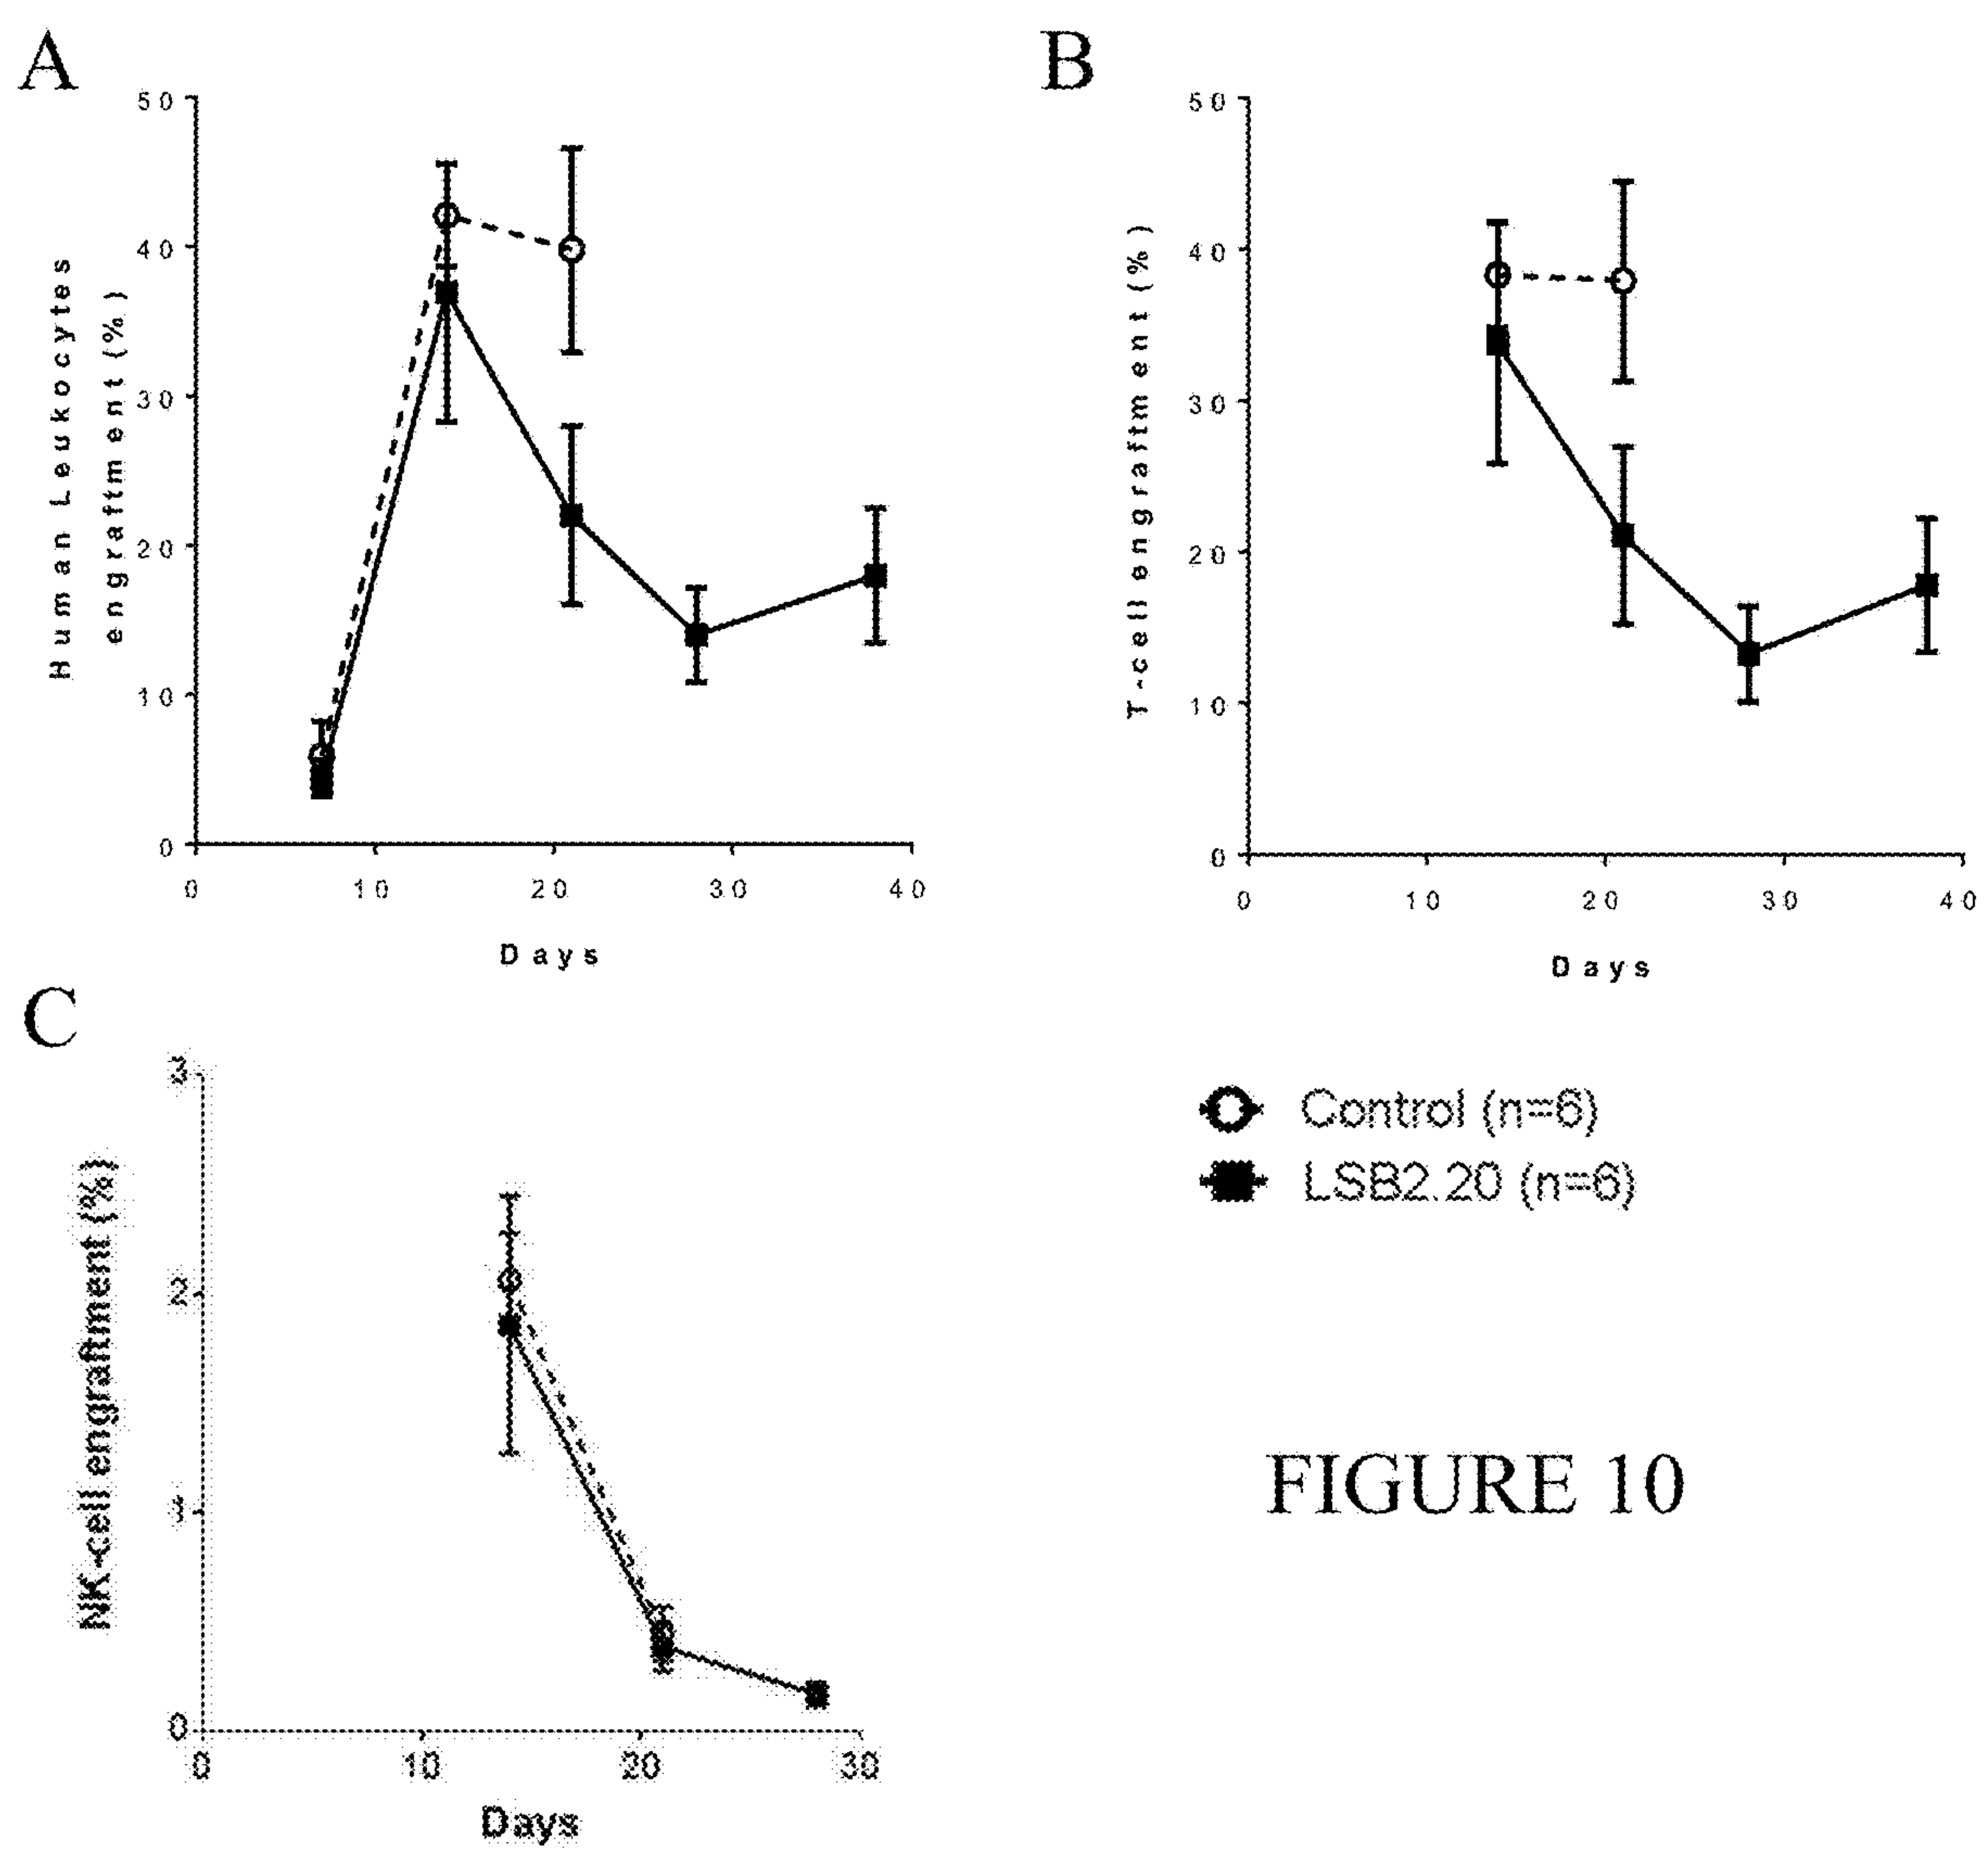 A
50
40
30
20
10
0
Human Leukocytes
engraftment (%)
0 10 20 30 40
Days
B
50
40
30
20
10
0
T-cell engraftment (%)
0 10 20 30 40
Days
C
3
2
1
0
NK-cell engraftment (%)
0 10 20 30
Days
Control (n=6)
LSB2.20 (n=6)
FIGURE 10